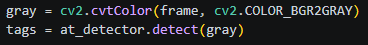 gray = cv2.cvtColor(frame, cv2.COLOR_BGR2GRAY)
tags = at_detector.detect(gray)